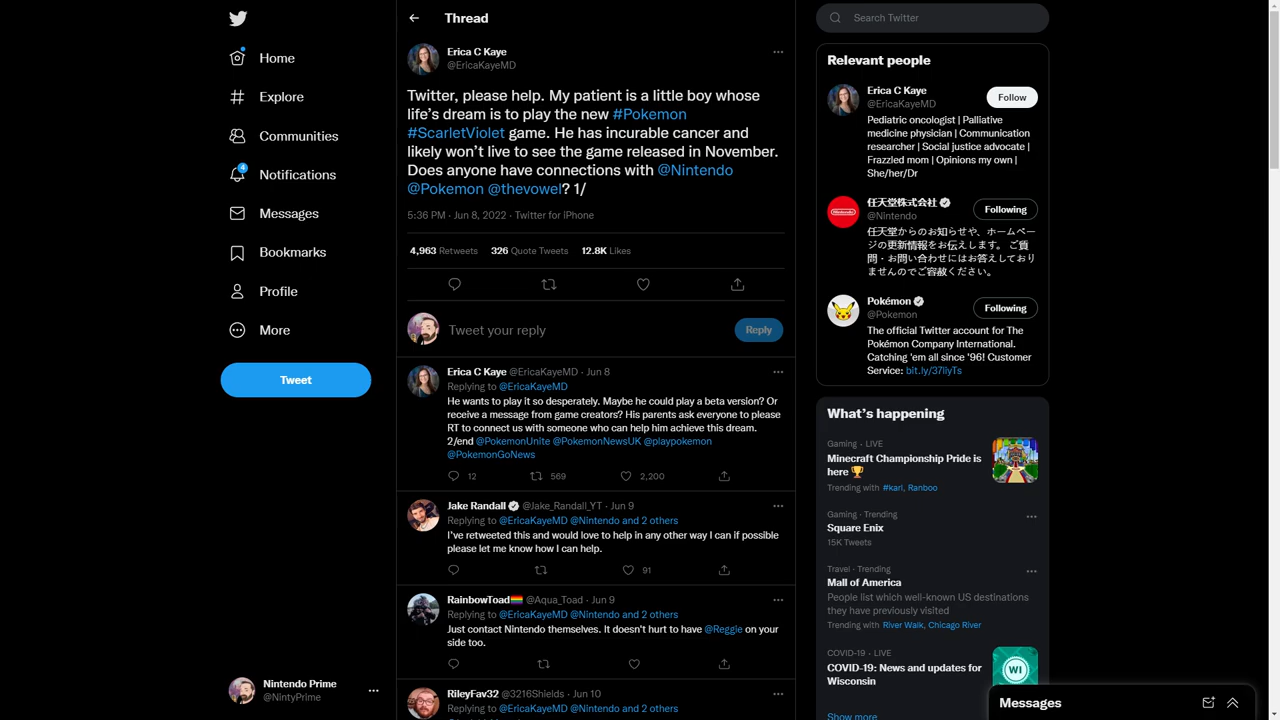 Home
Explore
Communities
4
Notifications
Messages
Bookmarks
Profile
More
Tweet
Nintendo Prime
@NintyPrime
Thread
Erica C Kaye
@EricaKayeMD
Twitter, please help. My patient is a little boy whose
life's dream is to play the new #Pokemon
#ScarletViolet game. He has incurable cancer and
likely won't live to see the game released in November.
Does anyone have connections with @Nintendo
@Pokemon @thevowel? 1/
5:36 PM · Jun 8, 2022 · Twitter for iPhone
4,963 Retweets 326 Quote Tweets 12.8K Likes
Tweet your reply
Reply
Erica C Kaye @EricaKayeMD · Jun 8
Replying to @EricaKayeMD
He wants to play it so desperately. Maybe he could play a beta version? Or
receive a message from game creators? His parents ask everyone to please
RT to connect us with someone who can help him achieve this dream.
2/end @PokemonUnite @PokemonNewsUK @playpokemon
@PokemonGoNews
12 569 2,200
Jake Randall @Jake_Randall_YT · Jun 9
Replying to @EricaKayeMD @Nintendo and 2 others
I've retweeted this and would love to help in any other way I can if possible
please let me know how I can help.
91
RainbowToad @Aqua_Toad · Jun 9
Replying to @EricaKayeMD @Nintendo and 2 others
Just contact Nintendo themselves. It doesn't hurt to have @Reggie on your
side too.
RileyFav32 @3216Shields · Jun 10
Replying to @EricaKayeMD @Nintendo and 2 others
Search Twitter
Relevant people
Erica C Kaye
@EricaKayeMD
Follow
Pediatric oncologist | Palliative
medicine physician | Communication
researcher | Social justice advocate |
Frazzled mom | Opinions my own |
She/her/Dr
Nintendo
任天堂株式会社
@Nintendo
Following
任天堂からのお知らせや、ホームペー
ジの更新情報をお伝えします。 ご質
問・お問い合わせにはお答えしており
ませんのでご容赦ください。
Pokémon
@Pokemon
Following
The official Twitter account for The
Pokémon Company International.
Catching 'em all since '96! Customer
Service: bit.ly/37liyTs
What's happening
Gaming · LIVE
Minecraft Championship Pride is
here
Trending with #karl, Ranboo
Gaming · Trending
Square Enix
15K Tweets
Travel · Trending
Mall of America
People list which well-known US destinations
they have previously visited
Trending with River Walk, Chicago River
COVID-19 · LIVE
COVID-19: News and updates for
Wisconsin
WI
Show more
Messages